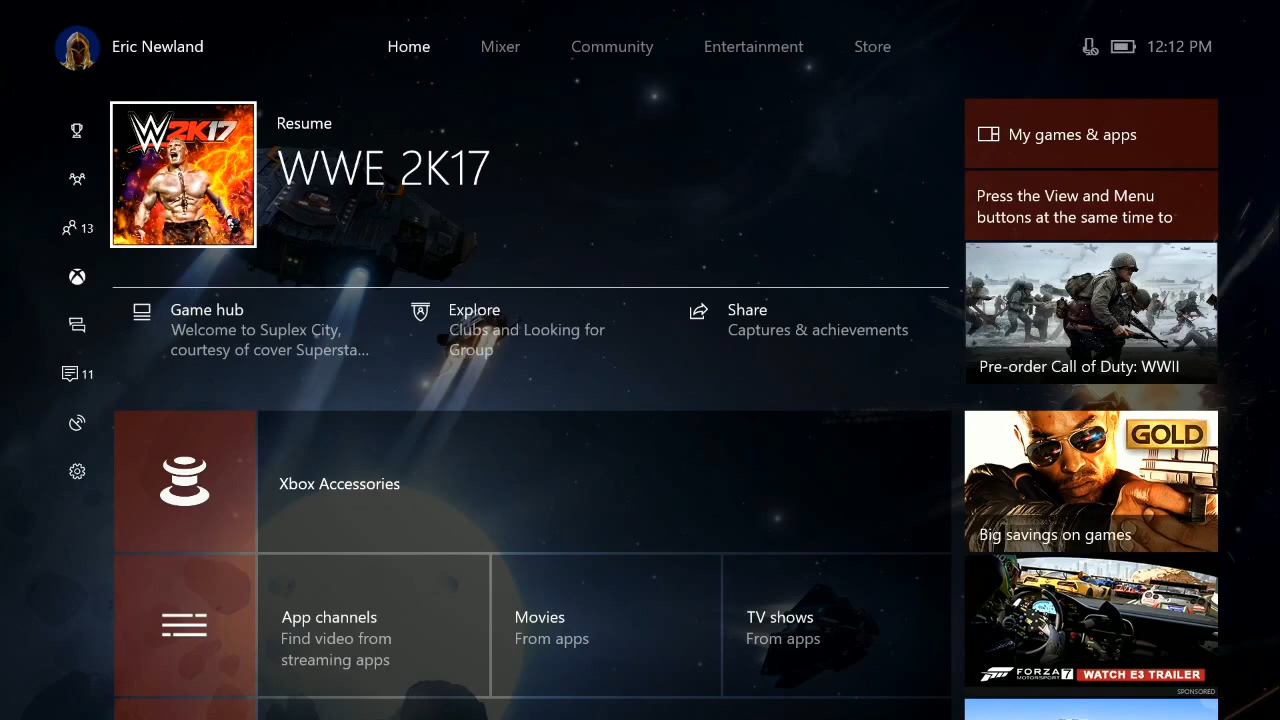 Eric Newland
Home
Mixer
Community
Entertainment
Store
12:12 PM
W 2K17
Resume
WWE 2K17
13
11
Game hub
Welcome to Suplex City,
courtesy of cover Supersta...
Explore
Clubs and Looking for
Group
Share
Captures & achievements
My games & apps
Press the View and Menu
buttons at the same time to
Pre-order Call of Duty: WWII
Xbox Accessories
GOLD
Big savings on games
App channels
Find video from
streaming apps
Movies
From apps
TV shows
From apps
FORZA
MOTORSPORT 7
WATCH E3 TRAILER
SPONSORED